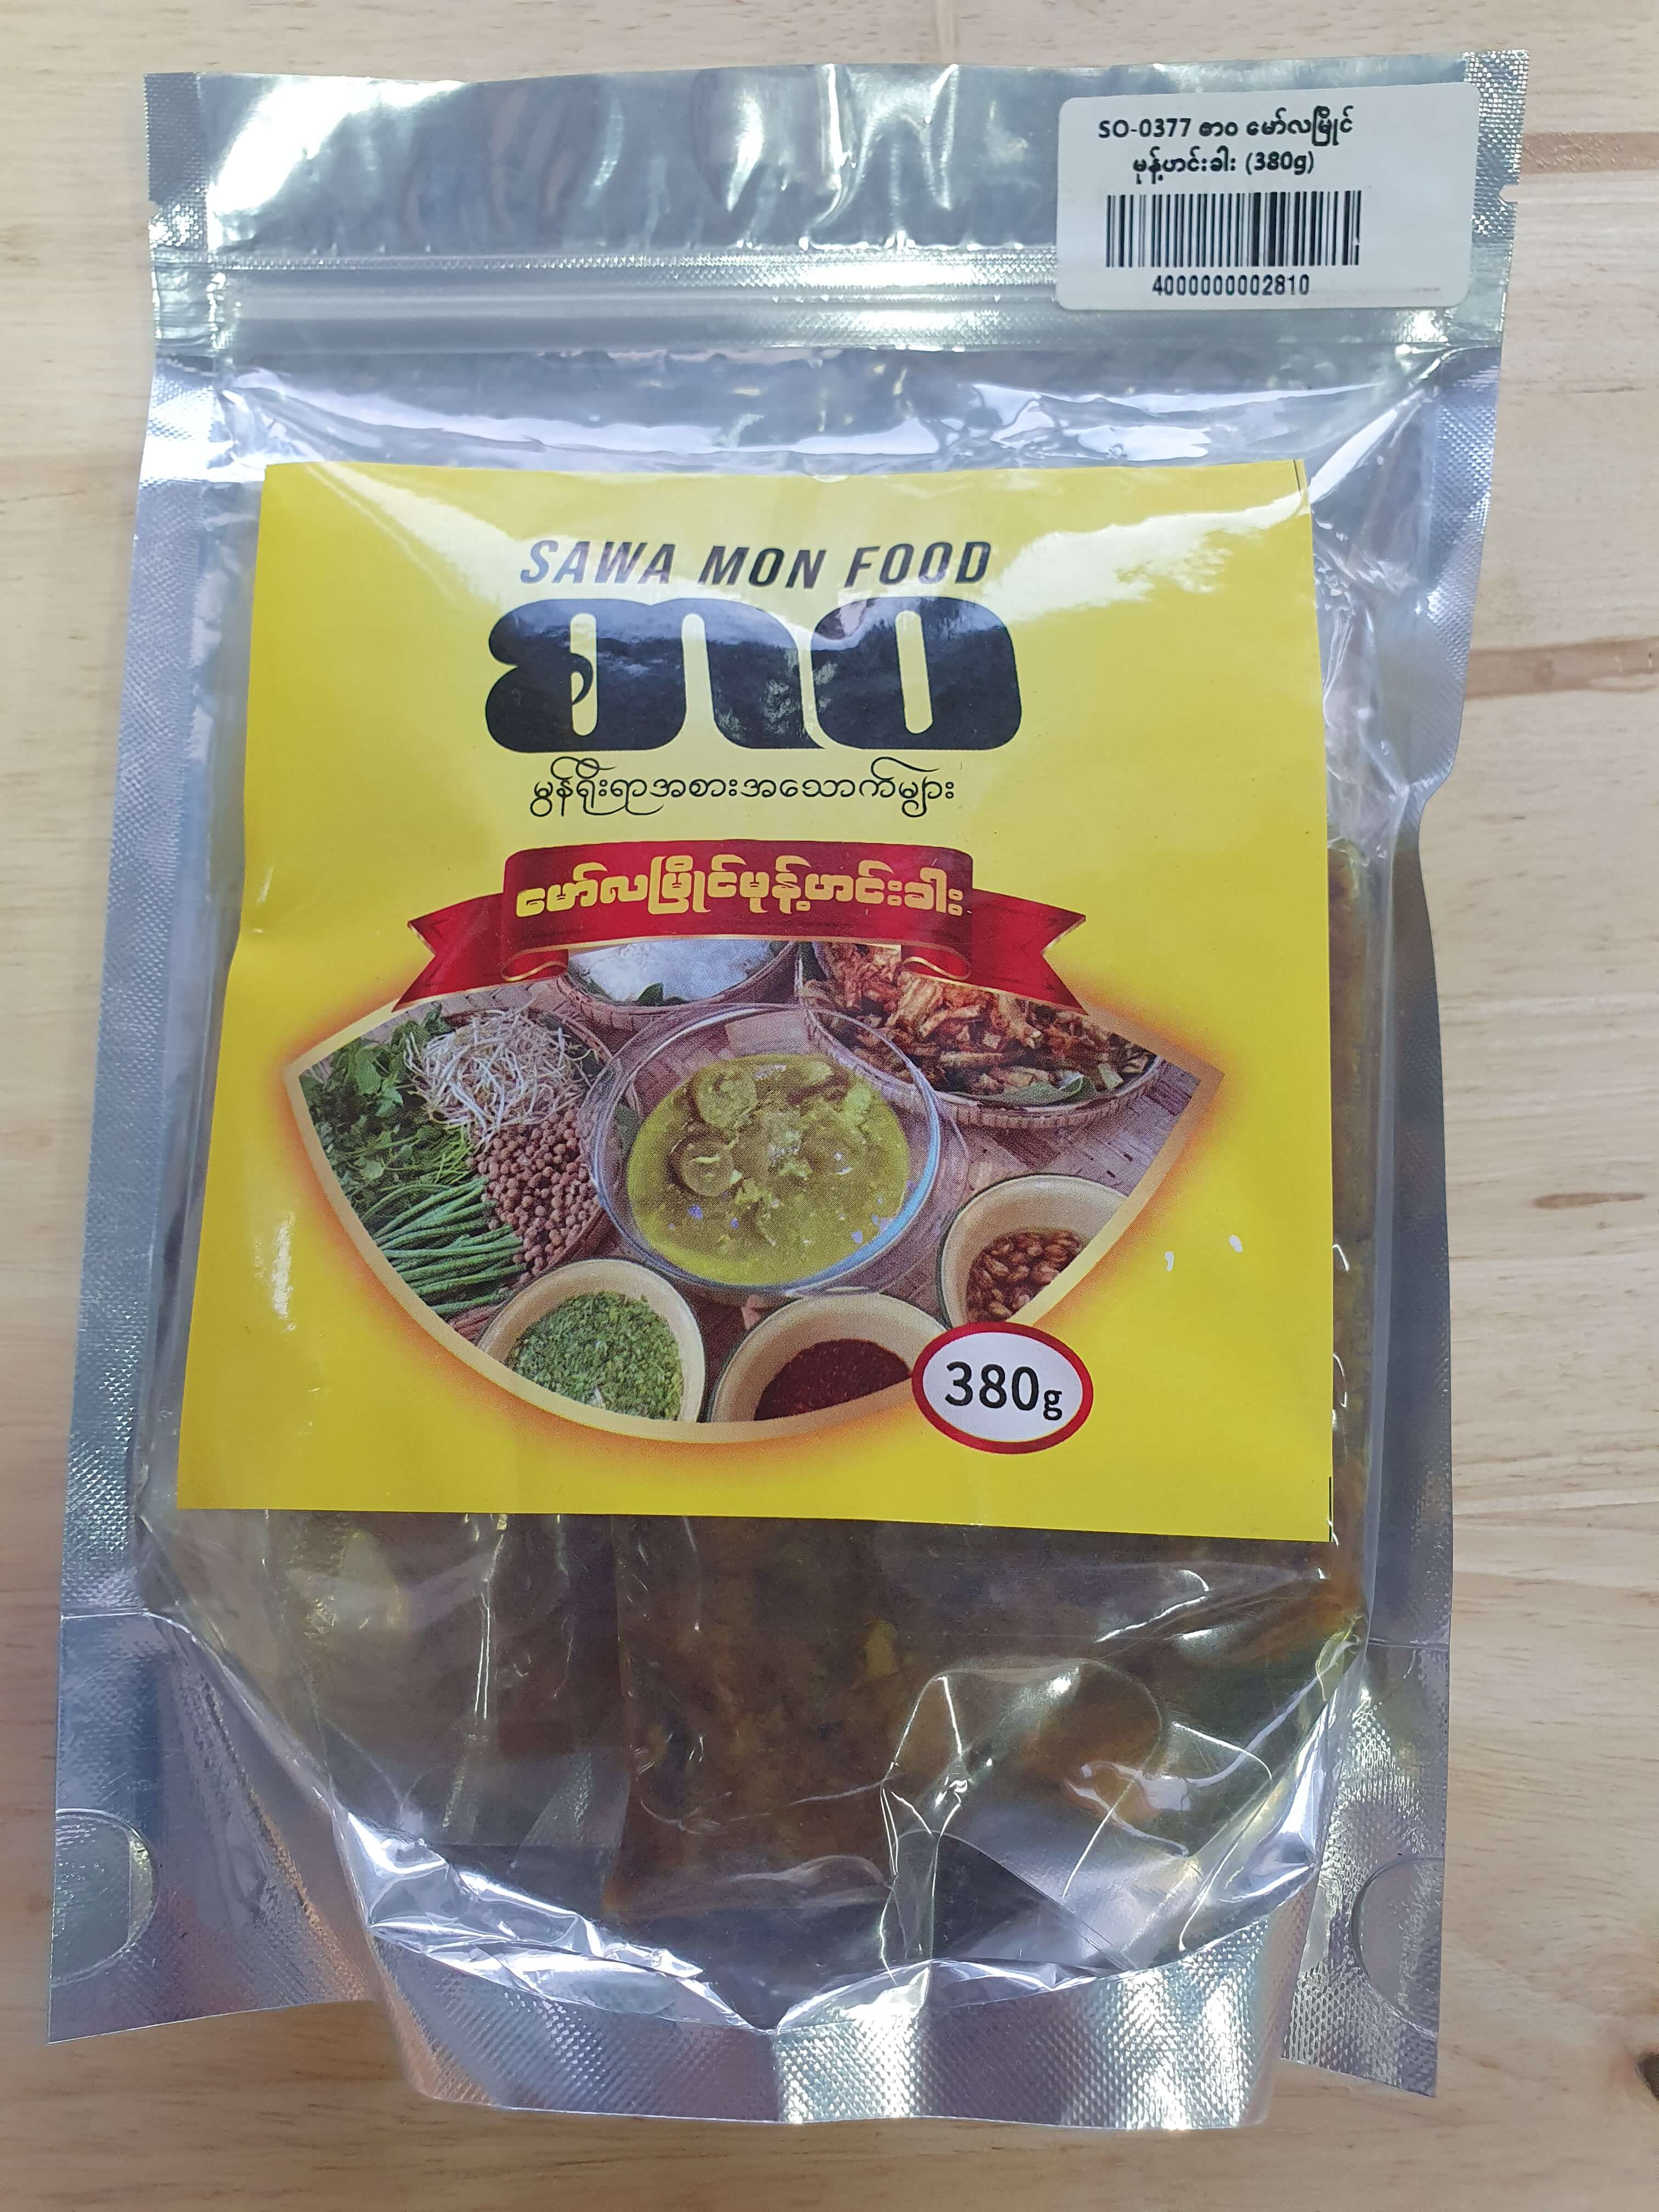 SO-0377 စာဝ မော်လမြိုင်
မုန့်ဟင်းခါး (380g)
4000000002810
SAWA MON FOOD
စာဝ
မွန်ရိုးရာအစားအသောက်များ
မော်လမြိုင်မုန့်ဟင်းခါး
380g